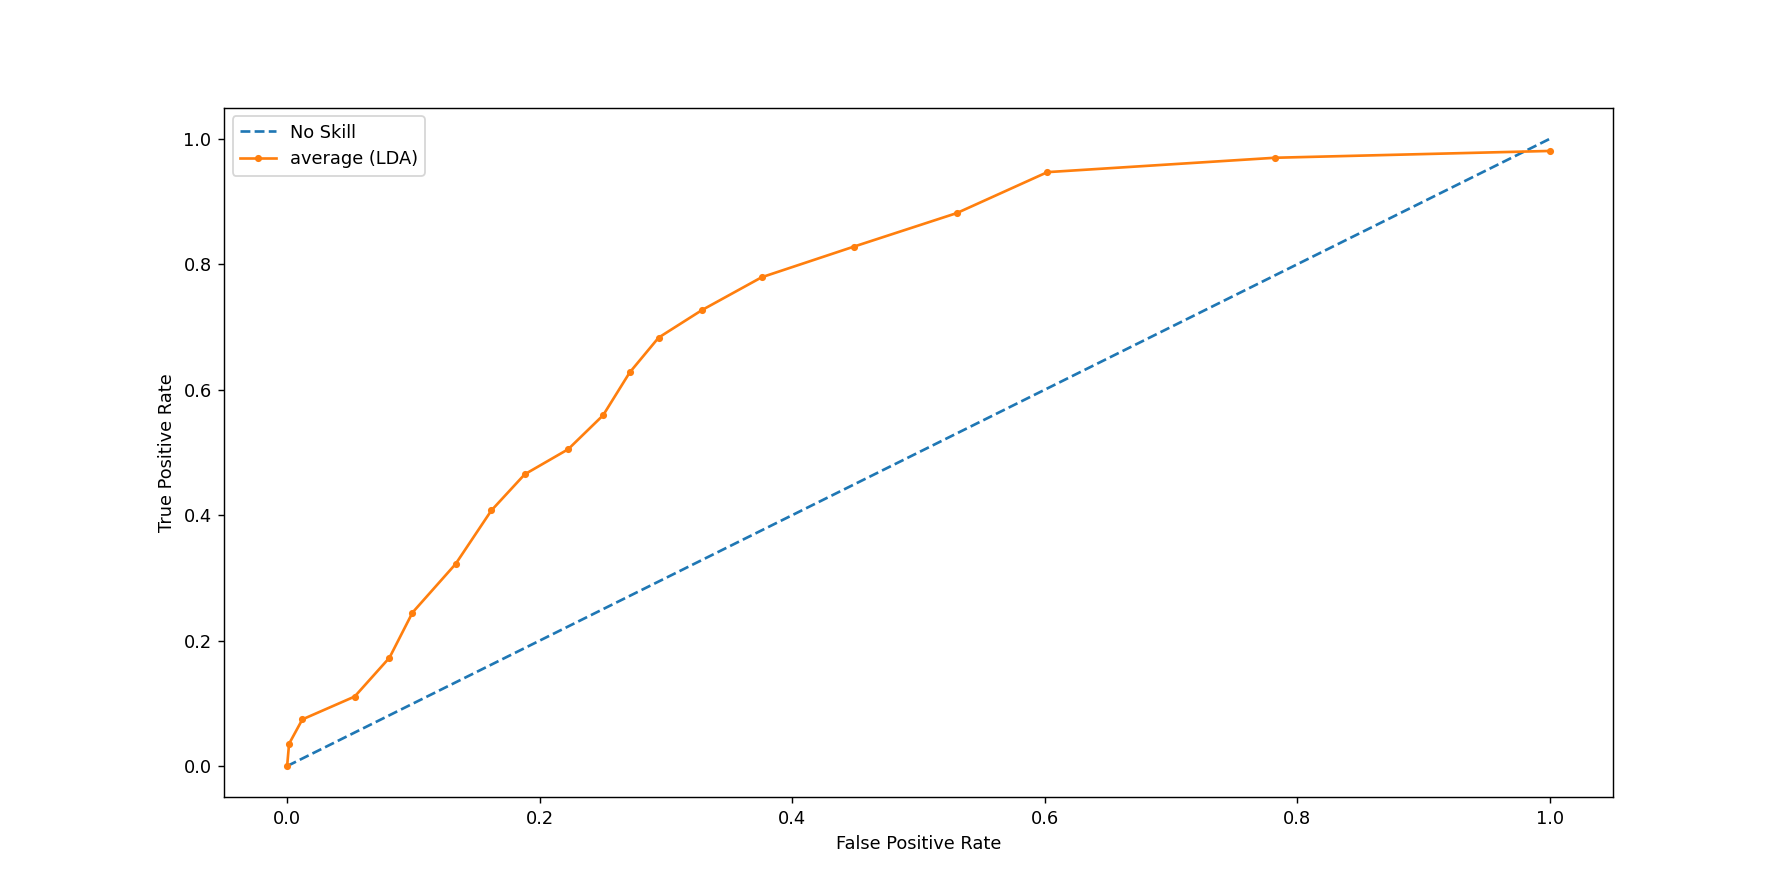 No Skill
average (LDA)
1.0
0.8
0.6
0.4
0.2
0.0
True Positive Rate
0.0 0.2 0.4 0.6 0.8 1.0
False Positive Rate